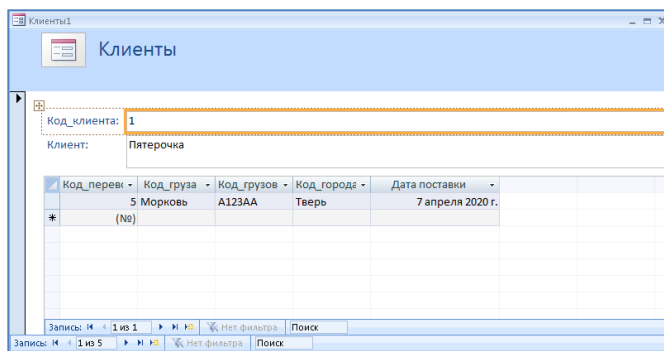 Клиенты1
Клиенты
Код_клиента: 1
Клиент: Пятерочка
Код_перево Код_груза Код_грузов Код_города Дата поставки
5 Морковь А123АА Тверь 7 апреля 2020 г.
(№)
Запись: 1 из 1 Нет фильтра Поиск
Запись: 1 из 5 Нет фильтра Поиск